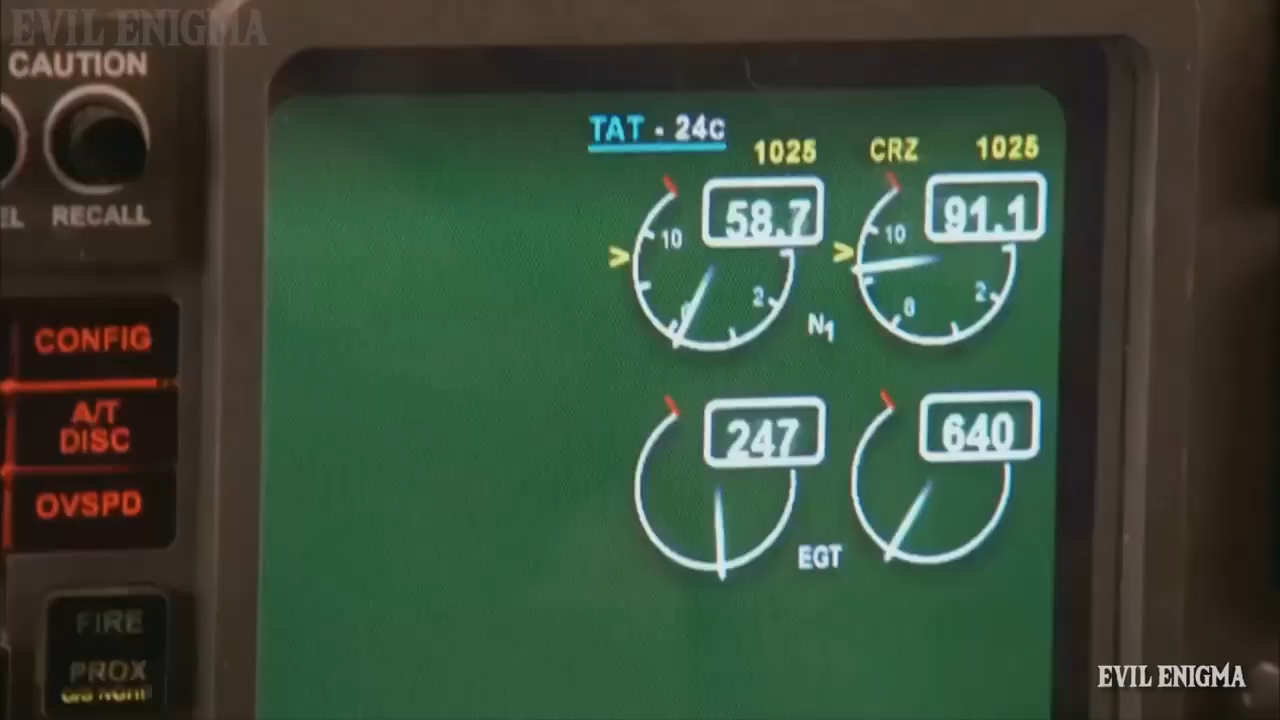 EVIL ENIGMA
CAUTION
EL RECALL
CONFIG
A/T
DISC
OVSPD
FIRE
PROX
TAT - 24c
1025 CRZ 1025
58.7 91.1
10 10
2 2
8
N1
247 640
EGT
EVIL ENIGMA